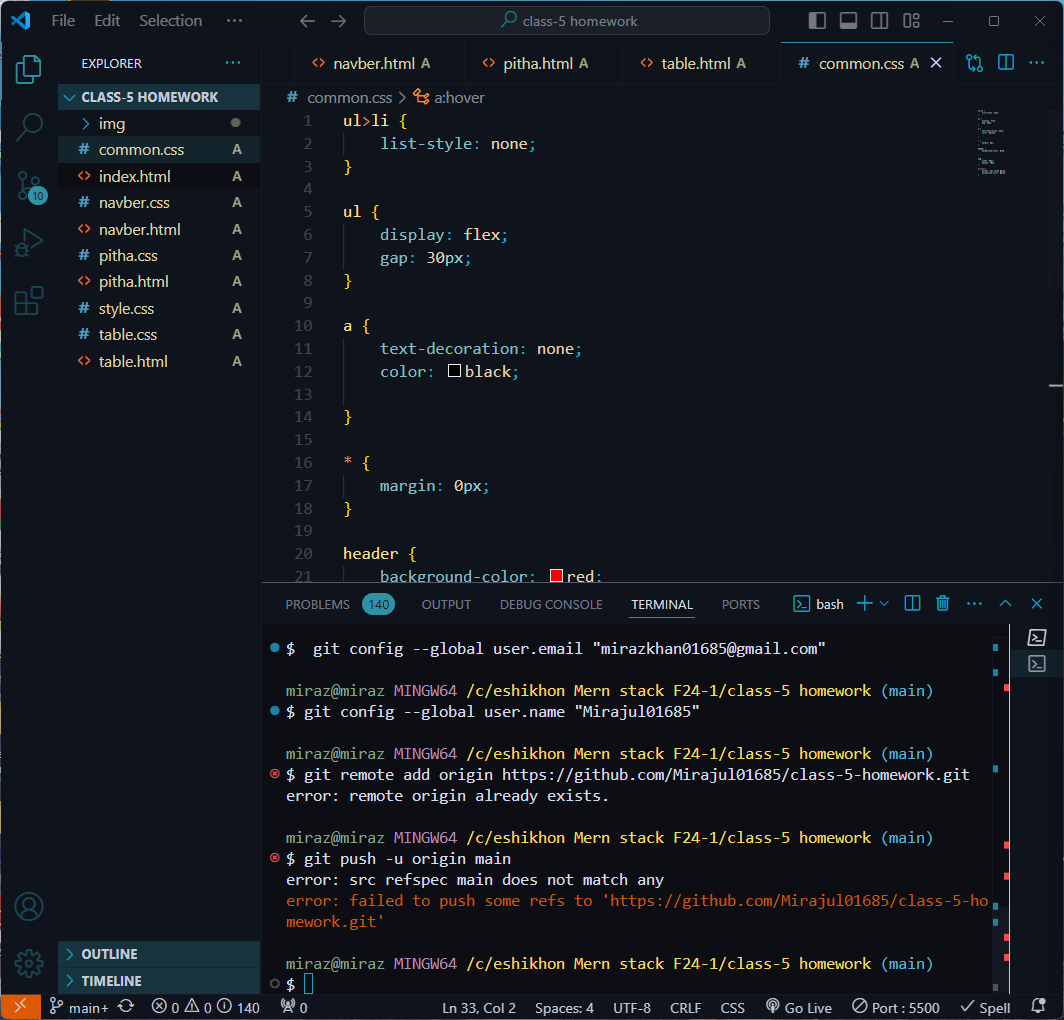 File Edit Selection ··· class-5 homework
EXPLORER ···
CLASS-5 HOMEWORK
img
# common.css A
<> index.html A
# navber.css A
<> navber.html A
# pitha.css A
<> pitha.html A
# style.css A
# table.css A
<> table.html A
10
OUTLINE
TIMELINE
<> navber.html A <> pitha.html A <> table.html A # common.css A
# common.css > a:hover
1 ul>li {
2 list-style: none;
3 }
4
5 ul {
6 display: flex;
7 gap: 30px;
8 }
9
10 a {
11 text-decoration: none;
12 color: black;
13
14 }
15
16 * {
17 margin: 0px;
18 }
19
20 header {
21 background-color: red;
PROBLEMS 140 OUTPUT DEBUG CONSOLE TERMINAL PORTS bash
$  git config --global user.email "mirazkhan01685@gmail.com"
miraz@miraz MINGW64 /c/eshikhon Mern stack F24-1/class-5 homework (main)
$ git config --global user.name "Mirajul01685"
miraz@miraz MINGW64 /c/eshikhon Mern stack F24-1/class-5 homework (main)
$ git remote add origin https://github.com/Mirajul01685/class-5-homework.git
error: remote origin already exists.
miraz@miraz MINGW64 /c/eshikhon Mern stack F24-1/class-5 homework (main)
$ git push -u origin main
error: src refspec main does not match any
error: failed to push some refs to 'https://github.com/Mirajul01685/class-5-ho
mework.git'
miraz@miraz MINGW64 /c/eshikhon Mern stack F24-1/class-5 homework (main)
$
main+ 0 0 140 0 Ln 33, Col 2 Spaces: 4 UTF-8 CRLF CSS Go Live Port : 5500 Spell